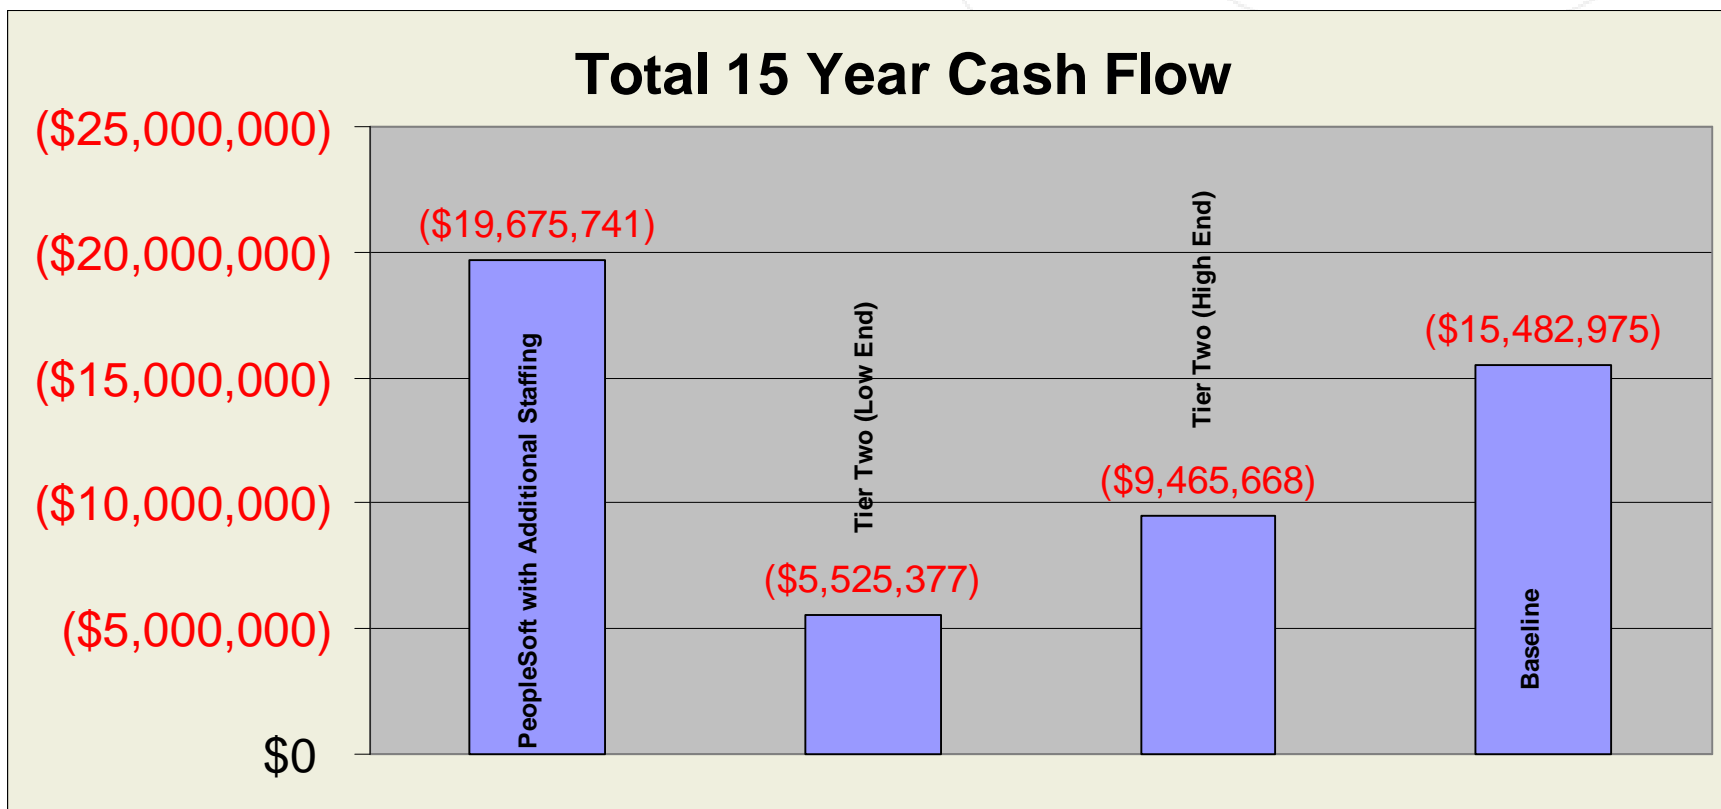 Total 15 Year Cash Flow
($25,000,000)
($20,000,000)
($15,000,000)
($10,000,000)
($5,000,000)
$0
($19,675,741)
PeopleSoft with Additional Staffing
Tier Two (Low End)
($5,525,377)
Tier Two (High End)
($9,465,668)
($15,482,975)
Baseline